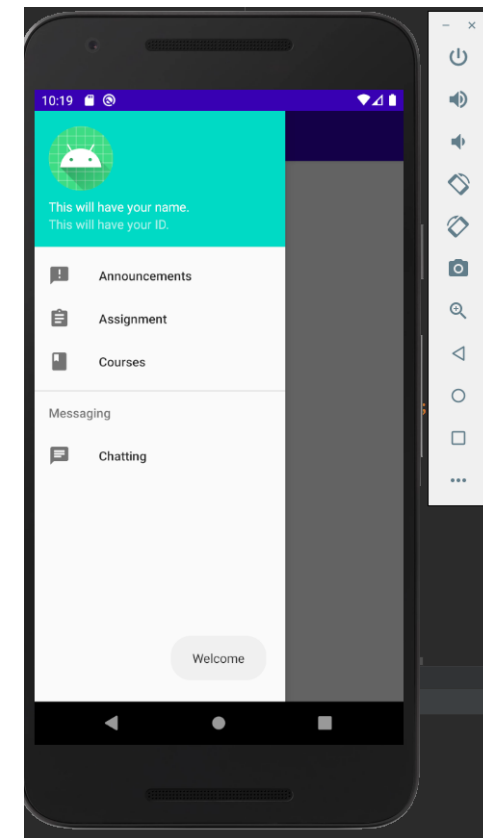 10:19
This will have your name.
This will have your ID.
Announcements
Assignment
Courses
Messaging
Chatting
Welcome